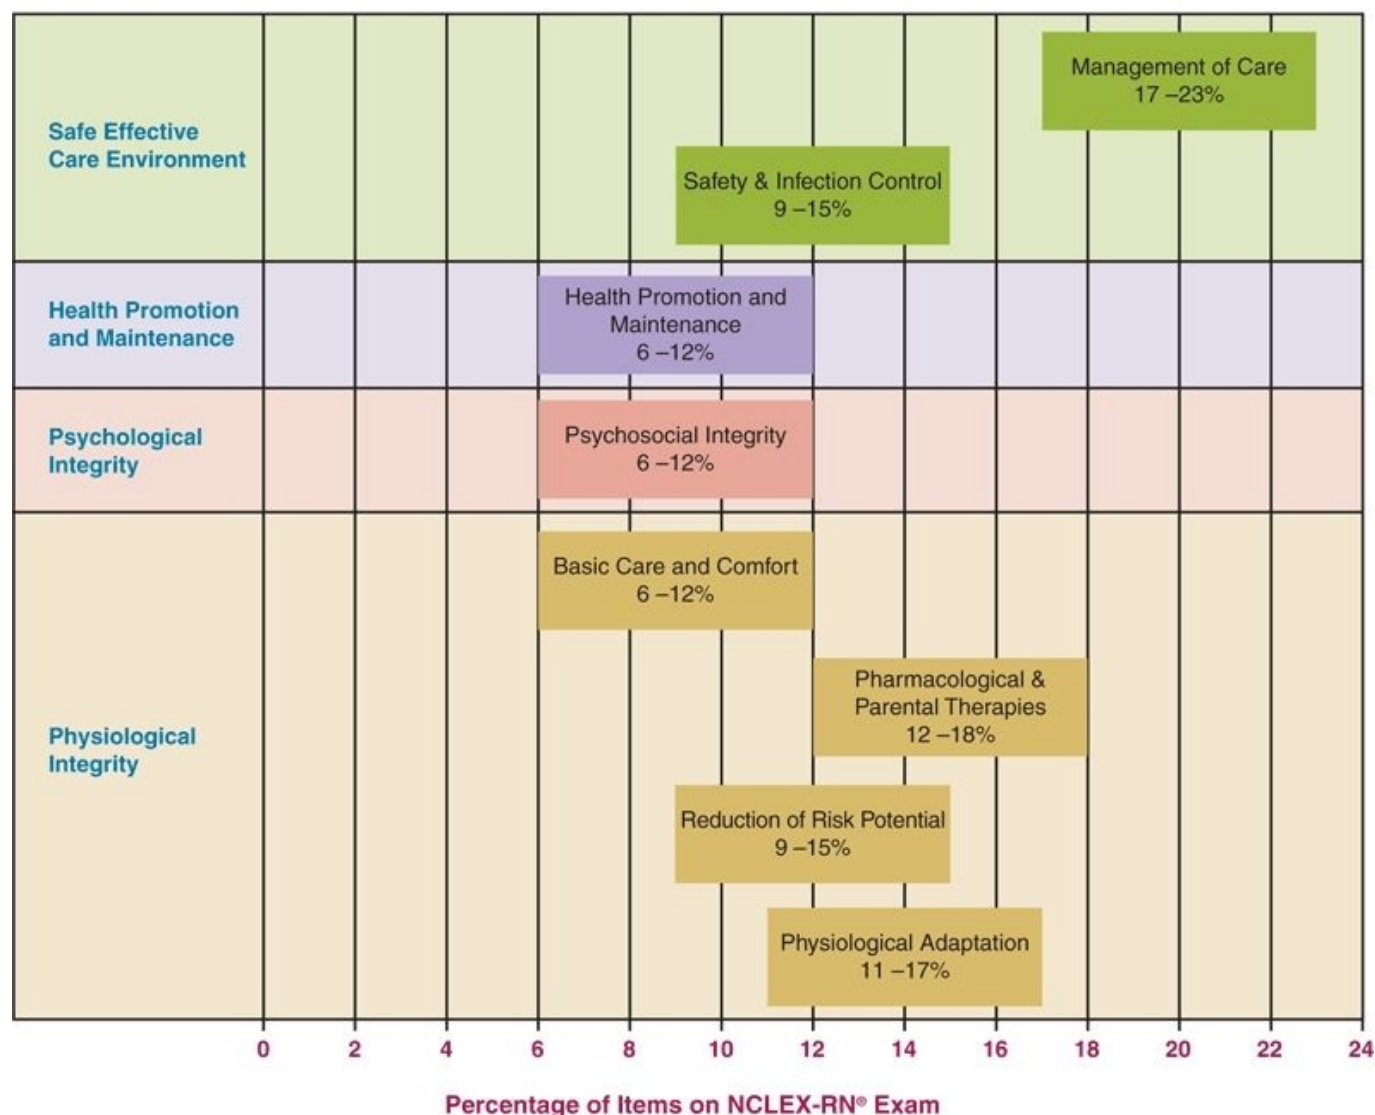 Safe Effective
Care Environment
Management of Care
17 –23%
Safety & Infection Control
9 –15%
Health Promotion
and Maintenance
Health Promotion and
Maintenance
6 –12%
Psychological
Integrity
Psychosocial Integrity
6 –12%
Physiological
Integrity
Basic Care and Comfort
6 –12%
Pharmacological &
Parental Therapies
12 –18%
Reduction of Risk Potential
9 –15%
Physiological Adaptation
11 –17%
0 2 4 6 8 10 12 14 16 18 20 22 24
Percentage of Items on NCLEX-RN® Exam